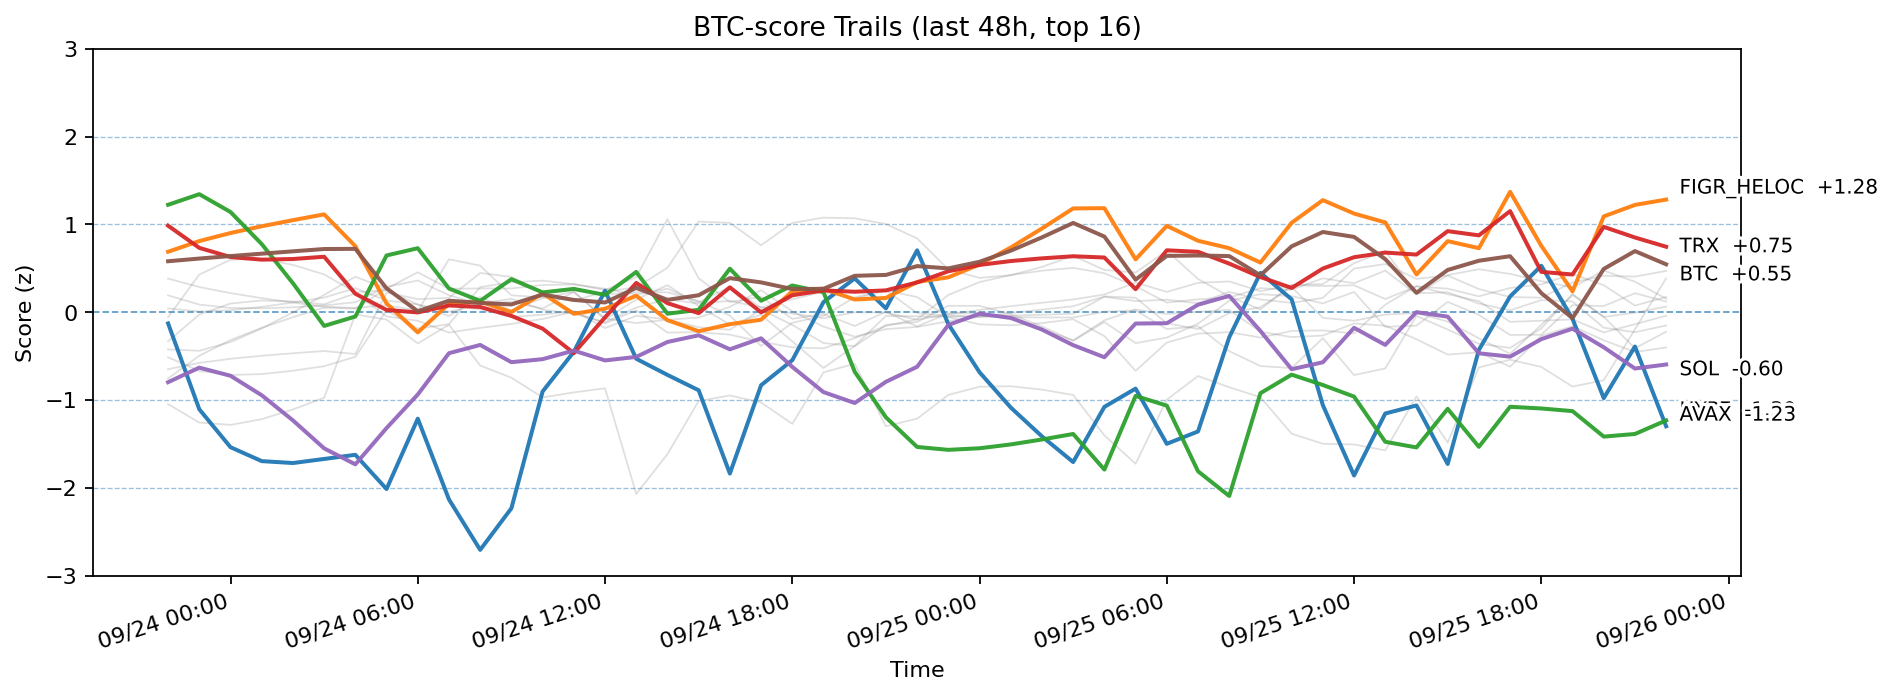 BTC-score Trails (last 48h, top 16)
Score (z)
3
2
1
0
−1
−2
−3
FIGR_HELOC +1.28
TRX +0.75
BTC +0.55
SOL -0.60
AVAX -1.23
09/24 00:00
09/24 06:00
09/24 12:00
09/24 18:00
09/25 00:00
09/25 06:00
09/25 12:00
09/25 18:00
09/26 00:00
Time